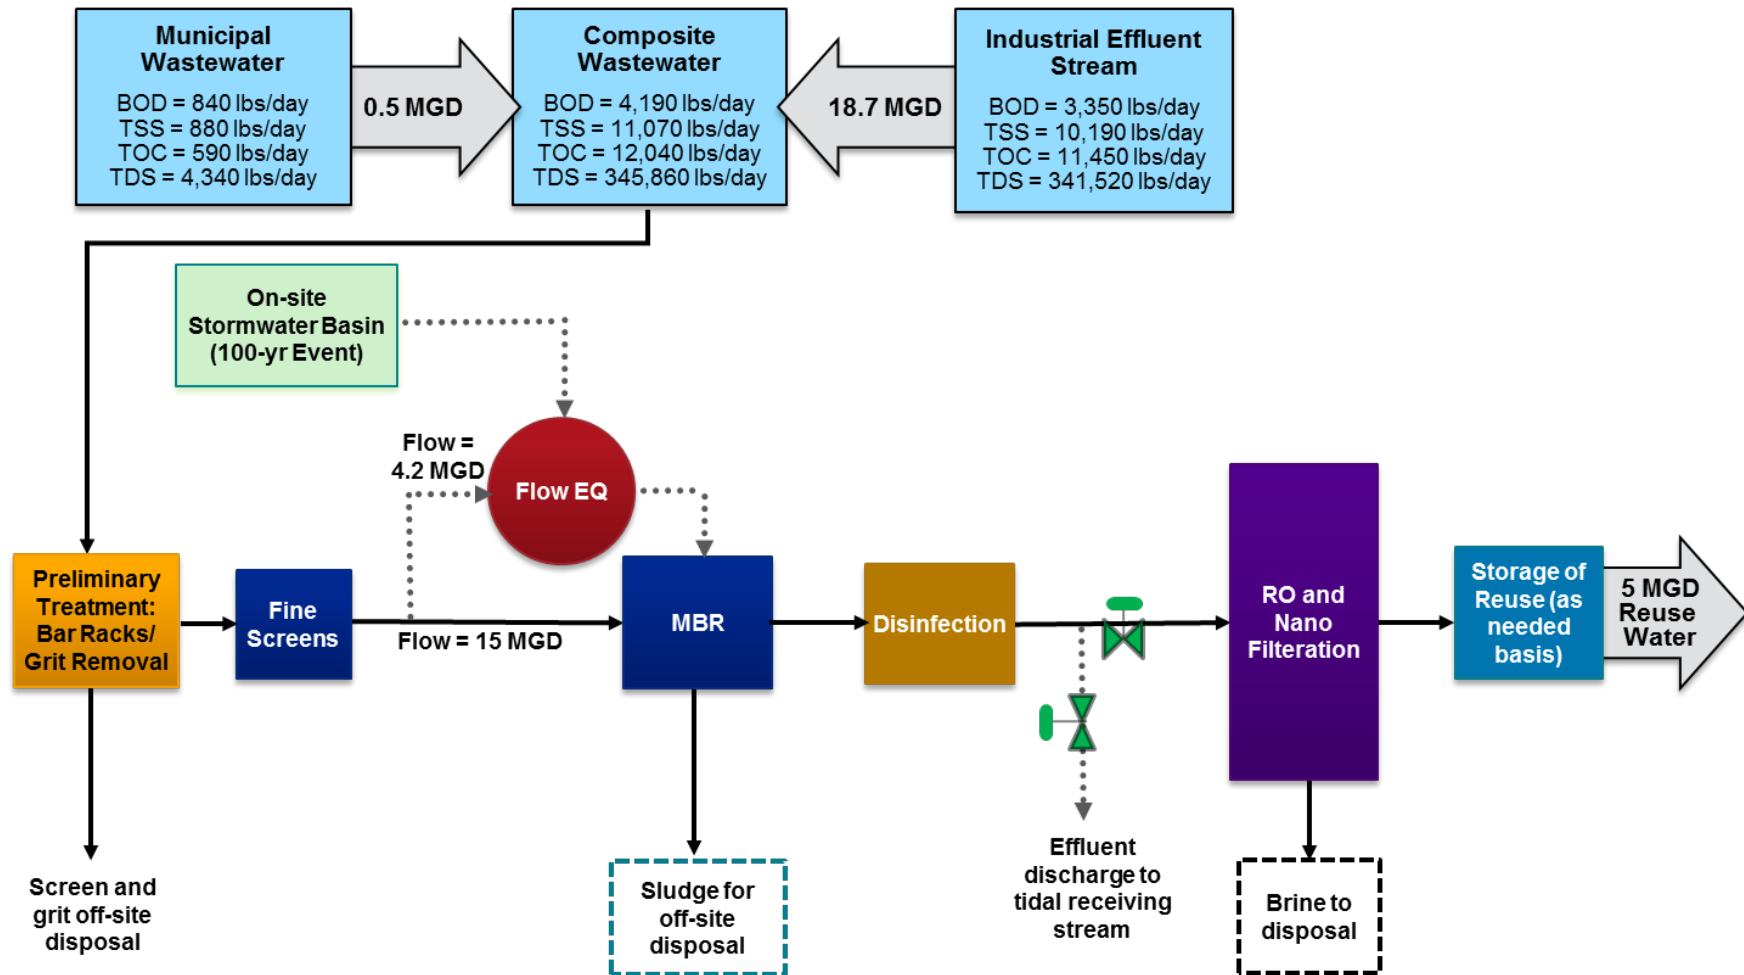 Municipal
Wastewater
BOD = 840 lbs/day
TSS = 880 lbs/day
TOC = 590 lbs/day
TDS = 4,340 lbs/day
0.5 MGD
Composite
Wastewater
BOD = 4,190 lbs/day
TSS = 11,070 lbs/day
TOC = 12,040 lbs/day
TDS = 345,860 lbs/day
18.7 MGD
Industrial Effluent
Stream
BOD = 3,350 lbs/day
TSS = 10,190 lbs/day
TOC = 11,450 lbs/day
TDS = 341,520 lbs/day
On-site
Stormwater Basin
(100-yr Event)
Flow =
4.2 MGD
Flow EQ
Preliminary
Treatment:
Bar Racks/
Grit Removal
Fine
Screens
Flow = 15 MGD
MBR
Disinfection
RO and
Nano
Filteration
Storage of
Reuse (as
needed
basis)
5 MGD
Reuse
Water
Screen and
grit off-site
disposal
Sludge for
off-site
disposal
Effluent
discharge to
tidal receiving
stream
Brine to
disposal